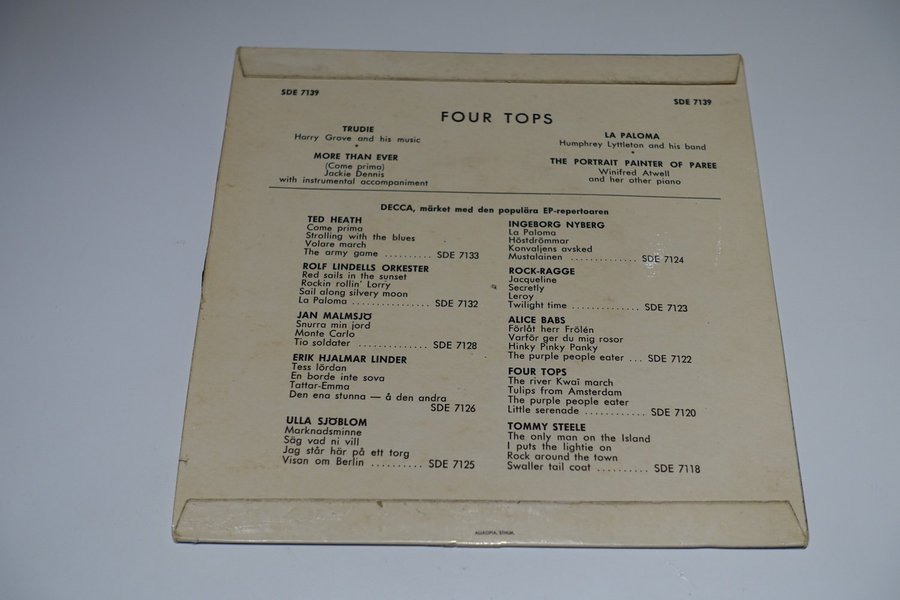 SDE 7139
SDE 7139
FOUR TOPS
TRUDIE
Harry Grove and his music
*
MORE THAN EVER
(Come prima)
Jackie Dennis
with instrumental accompaniment
LA PALOMA
Humphrey Lyttleton and his band
*
THE PORTRAIT PAINTER OF PAREE
Winifred Atwell
and her other piano
DECCA, märket med den populära EP-repertoaren
TED HEATH
Come prima
Strolling with the blues
Volare march
The army game .......... SDE 7133
ROLF LINDELLS ORKESTER
Red sails in the sunset
Rockin rollin' Lorry
Sail along silvery moon
La Paloma ................ SDE 7132
JAN MALMSJÖ
Snurra min jord
Monte Carlo
Tio soldater .............. SDE 7128
ERIK HJALMAR LINDER
Tess lördan
En borde inte sova
Tattar-Emma
Den ena stunna — å den andra
SDE 7126
ULLA SJÖBLOM
Marknadsminne
Säg vad ni vill
Jag står här på ett torg
Visan om Berlin .......... SDE 7125
INGEBORG NYBERG
La Paloma
Höstdrömmar
Konvaljens avsked
Mustalainen ............. SDE 7124
ROCK-RAGGE
Jacqueline
Secretly
Leroy
Twilight time ............. SDE 7123
ALICE BABS
Förlåt herr Frölén
Varför ger du mig rosor
Hinky Pinky Panky
The purple people eater ... SDE 7122
FOUR TOPS
The river Kwaï march
Tulips from Amsterdam
The purple people eater
Little serenade ............ SDE 7120
TOMMY STEELE
The only man on the Island
I puts the lightie on
Rock around the town
Swaller tail coat .......... SDE 7118
ALLKOPIA, STHLM.